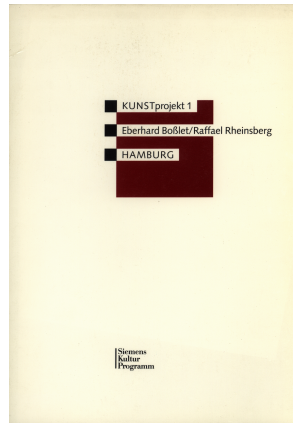 KUNSTprojekt 1
Eberhard Boßlet/Raffael Rheinsberg
HAMBURG
Siemens
Kultur
Programm